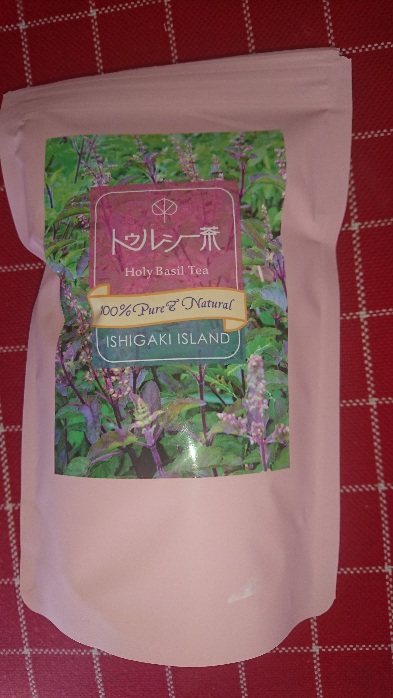 トゥルシー茶
Holy Basil Tea
100% Pure & Natural
ISHIGAKI ISLAND